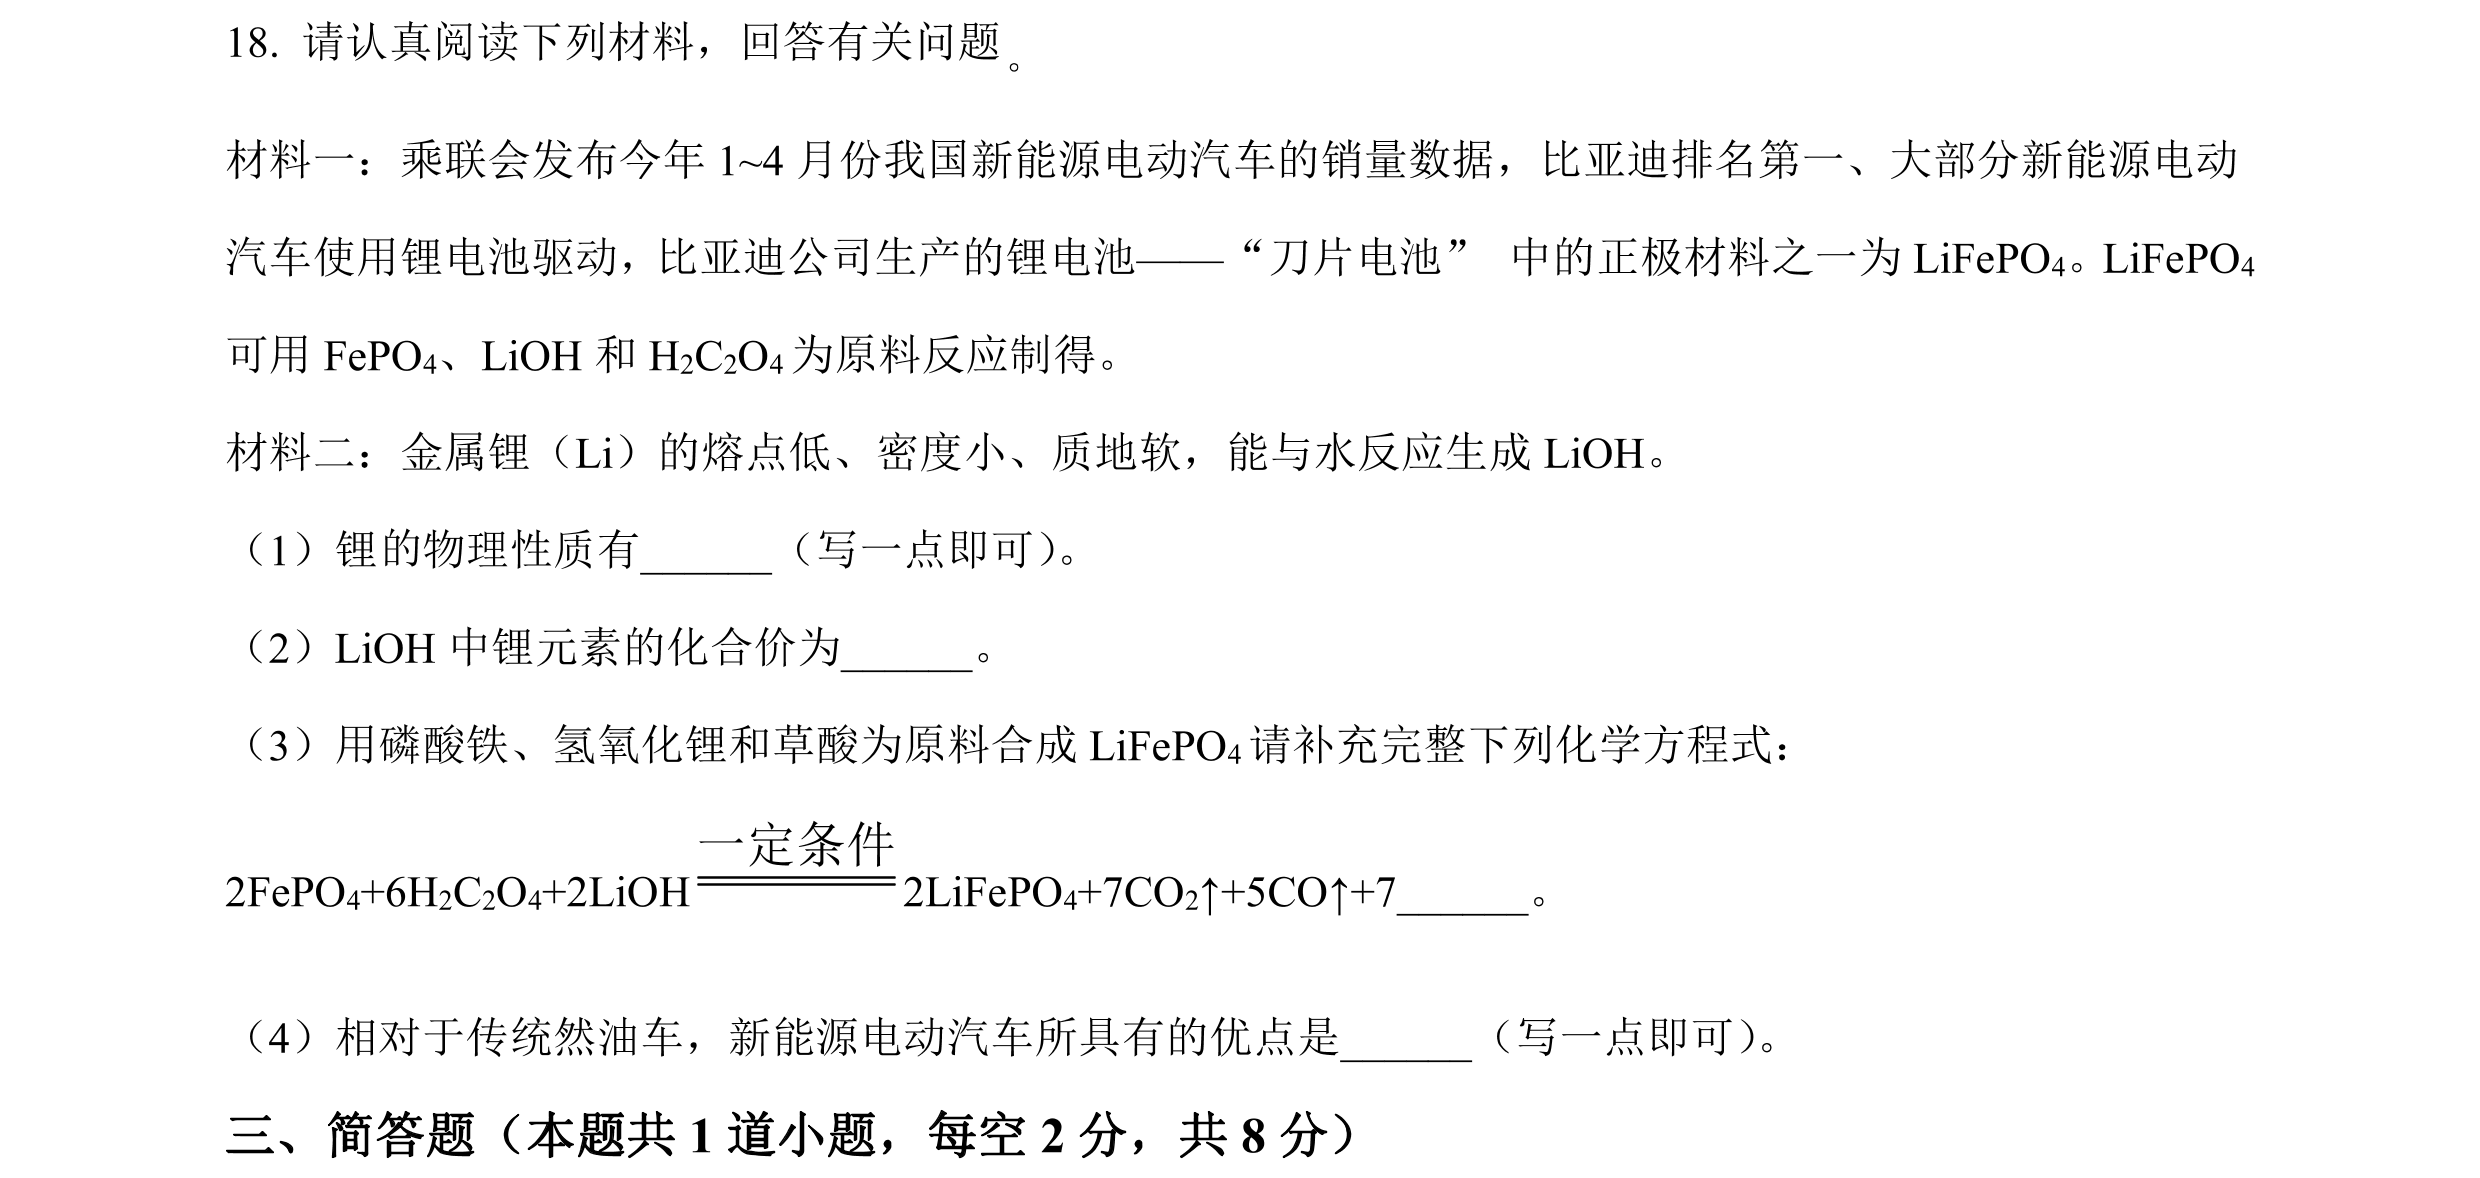 18. 请认真阅读下列材料，回答有关问题。
材料一：乘联会发布今年 1~4 月份我国新能源电动汽车的销量数据，比亚迪排名第一、大部分新能源电动
汽车使用锂电池驱动，比亚迪公司生产的锂电池——“刀片电池” 中的正极材料之一为 LiFePO₄。LiFePO₄
可用 FePO₄、LiOH 和 H₂C₂O₄ 为原料反应制得。
材料二：金属锂（Li）的熔点低、密度小、质地软，能与水反应生成 LiOH。
（1）锂的物理性质有______（写一点即可）。
（2）LiOH 中锂元素的化合价为______。
（3）用磷酸铁、氢氧化锂和草酸为原料合成 LiFePO₄ 请补充完整下列化学方程式：
一定条件
2FePO₄+6H₂C₂O₄+2LiOH═══2LiFePO₄+7CO₂↑+5CO↑+7______。
（4）相对于传统然油车，新能源电动汽车所具有的优点是______（写一点即可）。
三、简答题（本题共 1 道小题，每空 2 分，共 8 分）